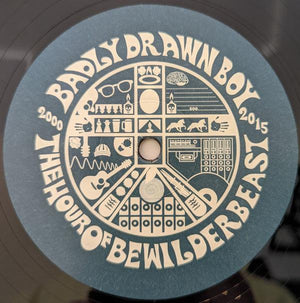 BADLY DRAWN BOY
2000
2015
THE HOUR OF BEWILDERBEAST